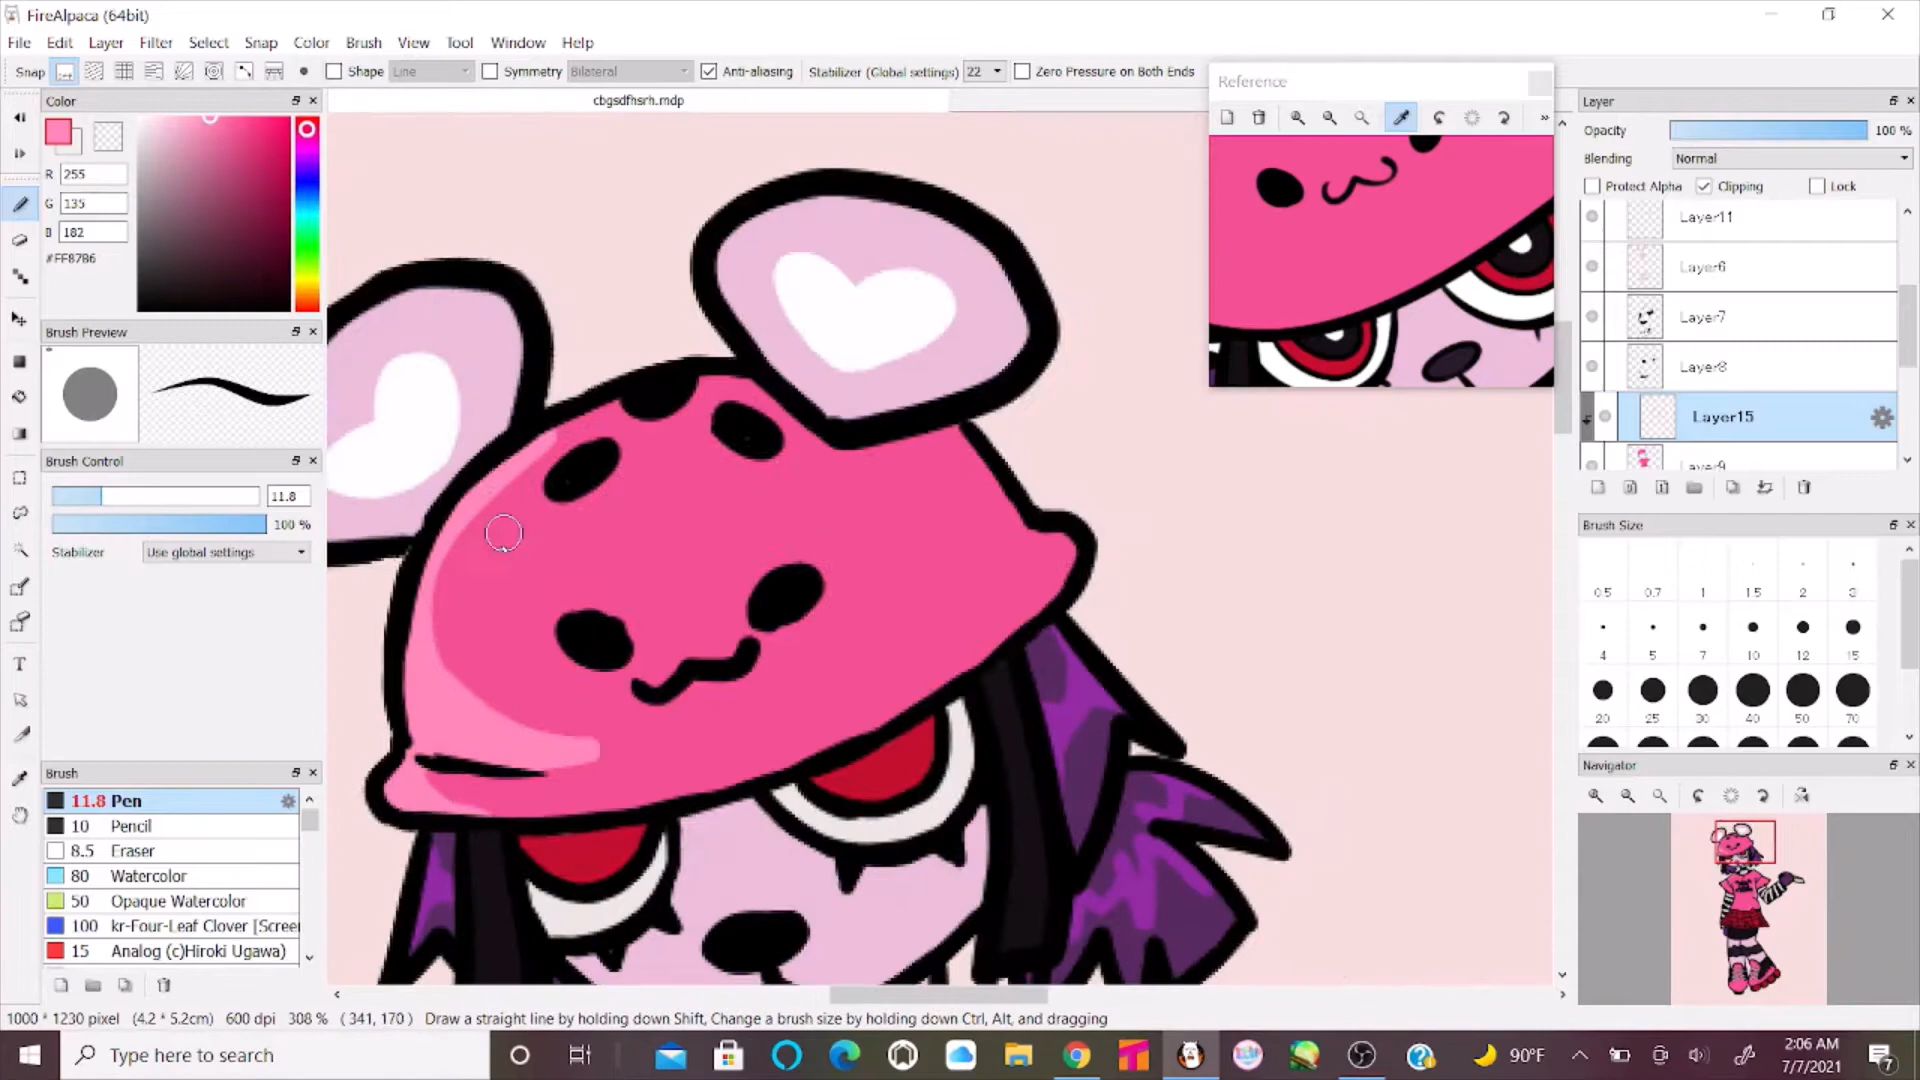 FireAlpaca (64bit)
File Edit Layer Filter Select Snap Color Brush View Tool Window Help
Snap Shape Line Symmetry Bilateral Anti-aliasing Stabilizer (Global settings) 22 Zero Pressure on Both Ends
Color
cbgsdfhsrh.mdp
R 255
G 135
B 182
#FF87B6
Brush Preview
Brush Control
11.8
100 %
Stabilizer Use global settings
Brush
11.8 Pen
10 Pencil
8.5 Eraser
80 Watercolor
50 Opaque Watercolor
100 kr-Four-Leaf Clover [Screen
15 Analog (c)Hiroki Ugawa)
Reference
»
Layer
Opacity 100 %
Blending Normal
Protect Alpha Clipping Lock
Layer11
Layer6
Layer7
Layer8
Layer15
Layer9
Brush Size
0.5 0.7 1 1.5 2 3
4 5 7 10 12 15
20 25 30 40 50 70
Navigator
1000 * 1230 pixel (4.2 * 5.2cm) 600 dpi 308 % ( 341, 170 ) Draw a straight line by holding down Shift, Change a brush size by holding down Ctrl, Alt, and dragging
Type here to search
90°F
2:06 AM
7/7/2021
7